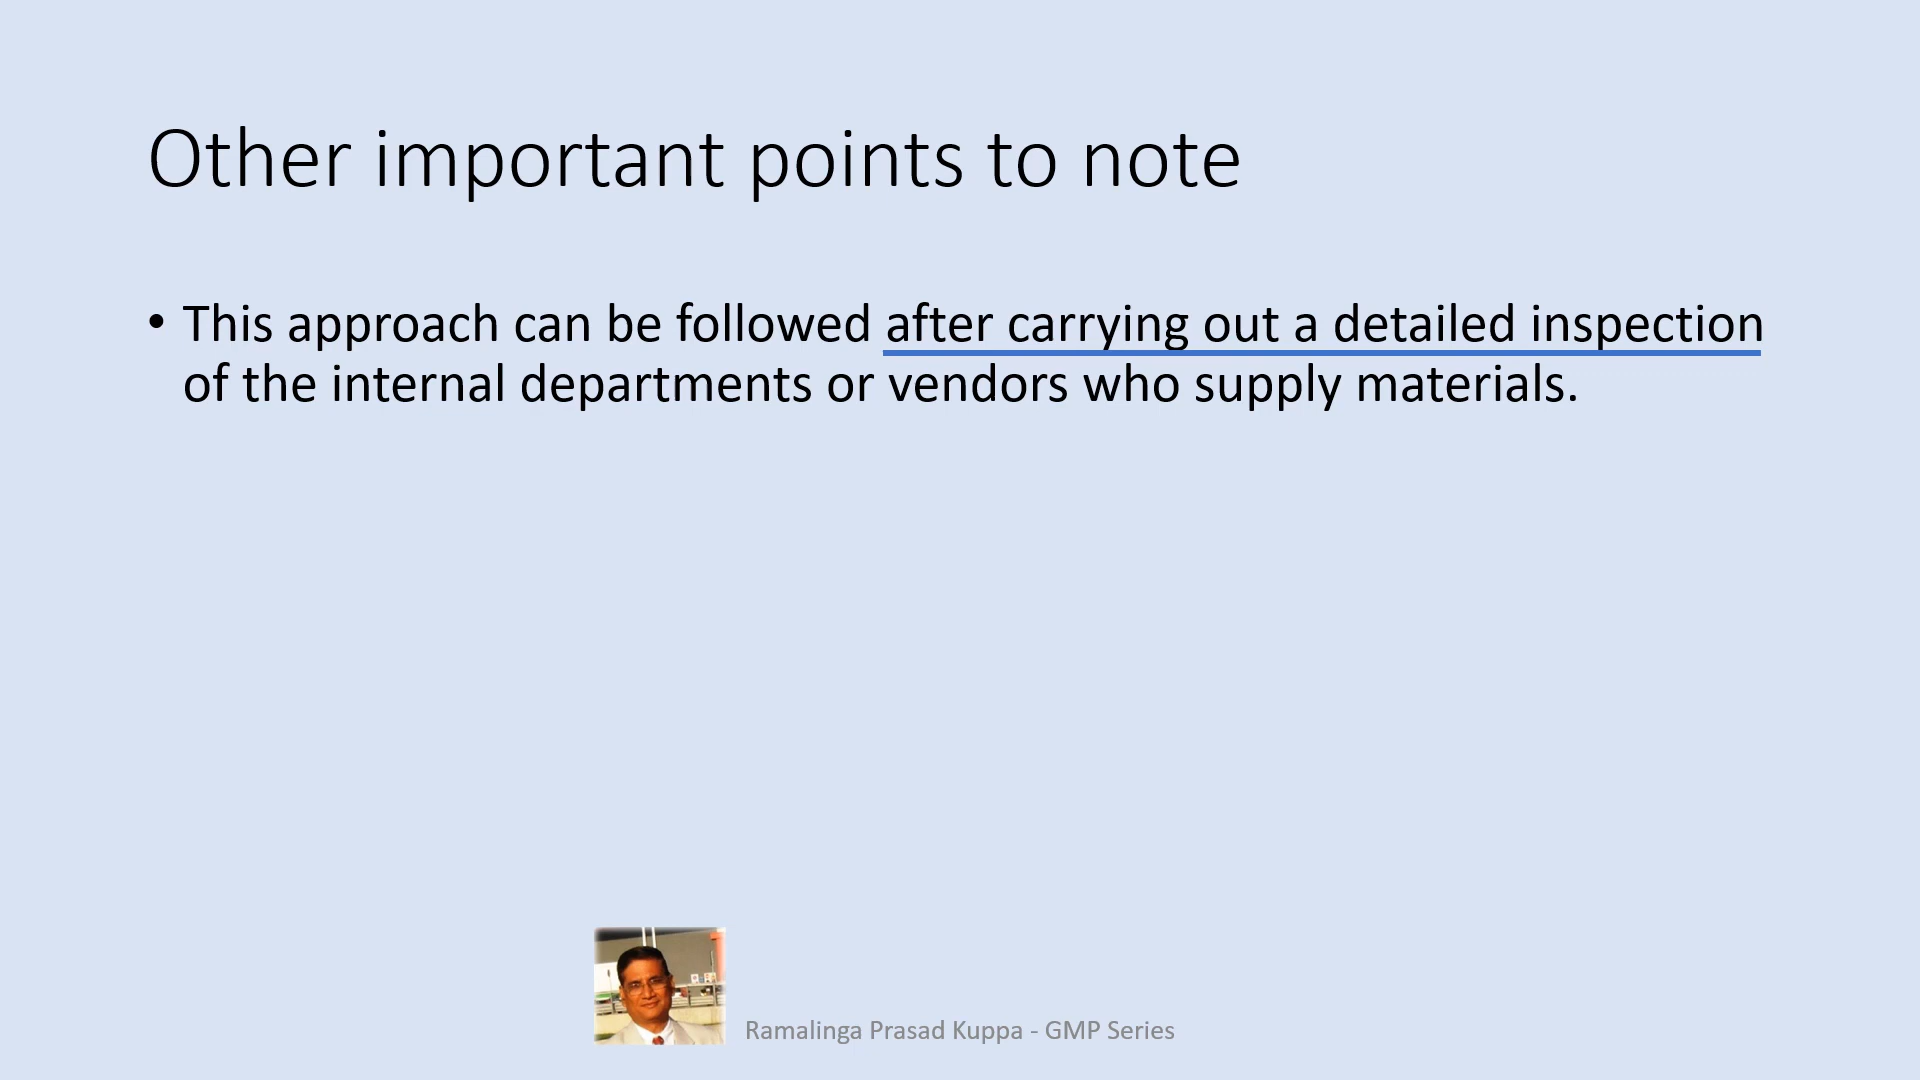 Other important points to note
• This approach can be followed after carrying out a detailed inspection
of the internal departments or vendors who supply materials.
Ramalinga Prasad Kuppa - GMP Series